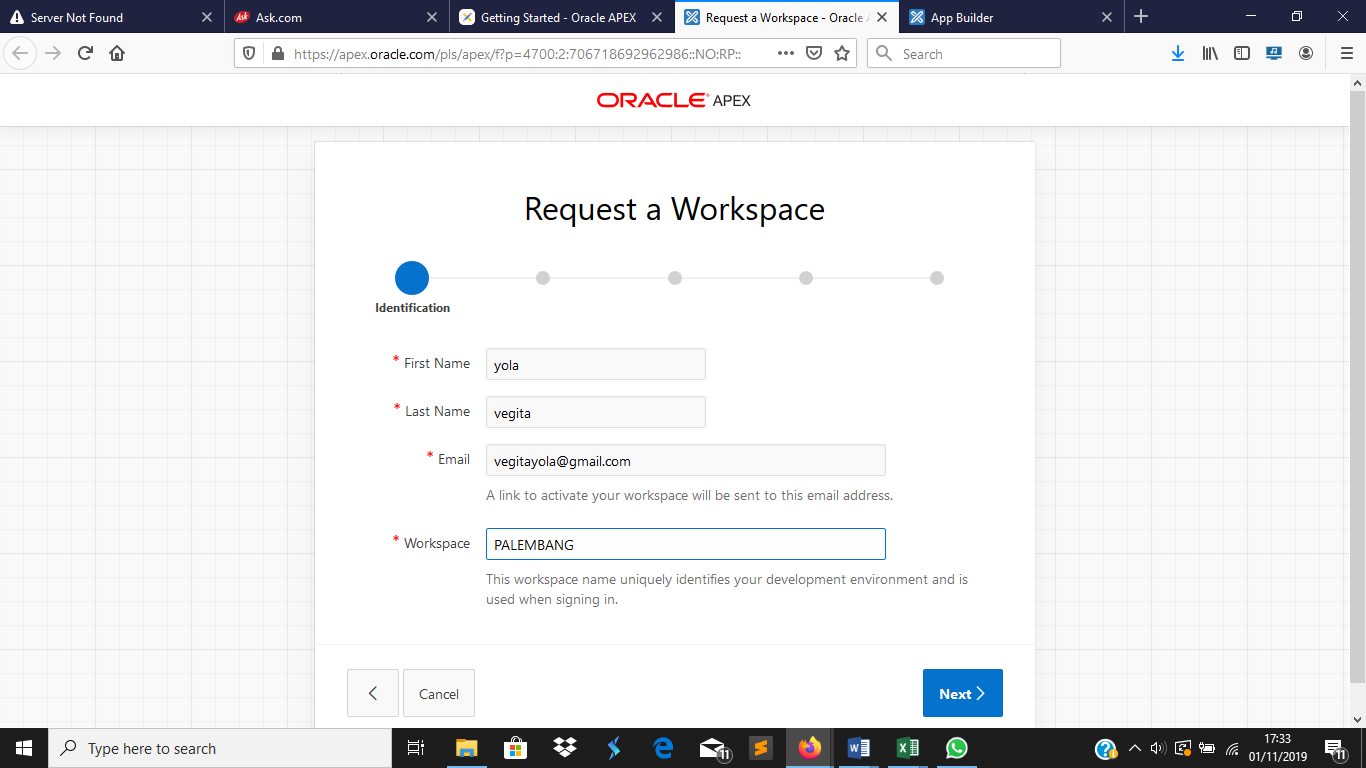 Server Not Found
Ask.com
Getting Started - Oracle APEX
Request a Workspace - Oracle A
App Builder
https://apex.oracle.com/pls/apex/f?p=4700:2:706718692962986::NO:RP::
Search
ORACLE APEX
Request a Workspace
Identification
* First Name
yola
* Last Name
vegita
* Email
vegitayola@gmail.com
A link to activate your workspace will be sent to this email address.
* Workspace
PALEMBANG
This workspace name uniquely identifies your development environment and is
used when signing in.
Cancel
Next
Type here to search
11
17:33
01/11/2019
11